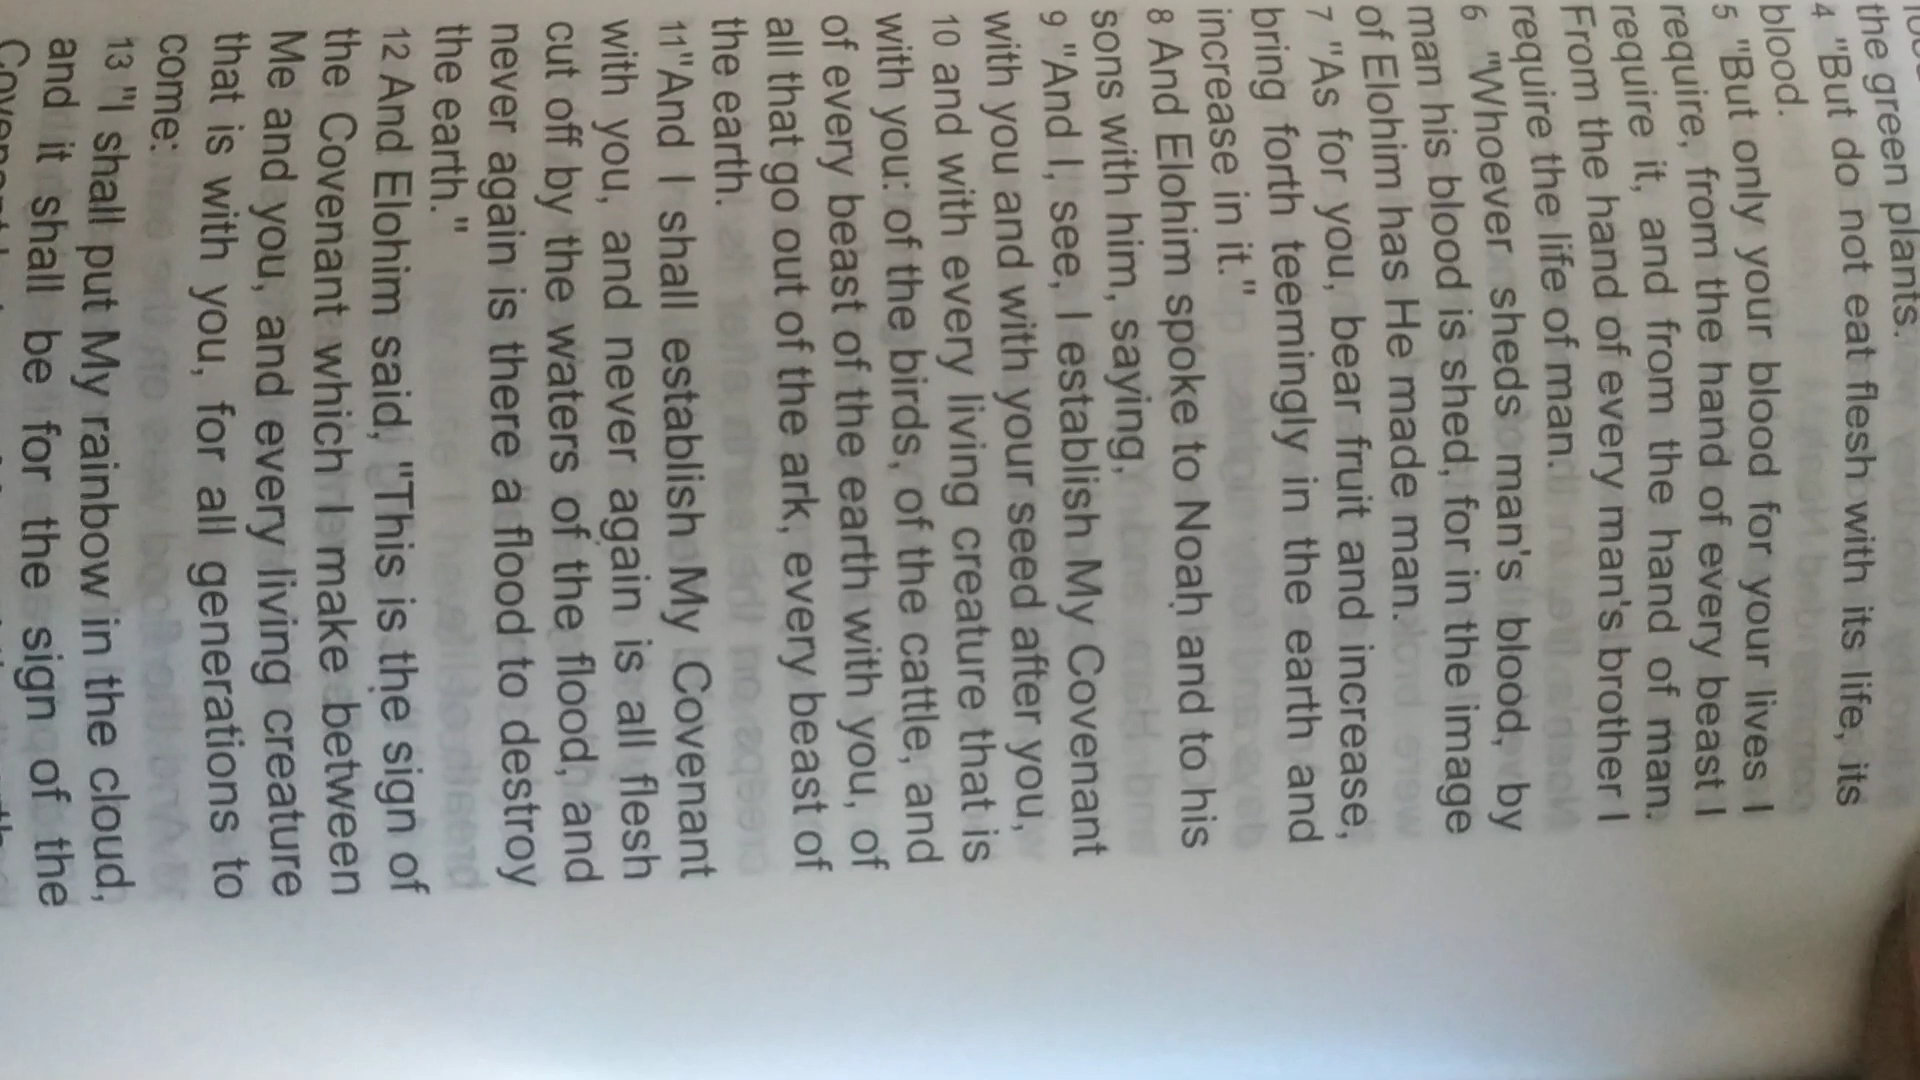 the green plants.
4 "But do not eat flesh with its life, its
blood.
5 "But only your blood for your lives I
require, from the hand of every beast I
require it, and from the hand of man.
From the hand of every man's brother I
require the life of man.
6 "Whoever sheds man's blood, by
man his blood is shed, for in the image
of Elohim has He made man.
7 "As for you, bear fruit and increase,
bring forth teemingly in the earth and
increase in it."
8 And Elohim spoke to Noaḥ and to his
sons with him, saying,
9 "And I, see, I establish My Covenant
with you and with your seed after you,
10 and with every living creature that is
with you: of the birds, of the cattle, and
of every beast of the earth with you, of
all that go out of the ark, every beast of
the earth.
11"And I shall establish My Covenant
with you, and never again is all flesh
cut off by the waters of the flood, and
never again is there a flood to destroy
the earth."
12 And Elohim said, "This is the sign of
the Covenant which I make between
Me and you, and every living creature
that is with you, for all generations to
come:
13 "I shall put My rainbow in the cloud,
and it shall be for the sign of the